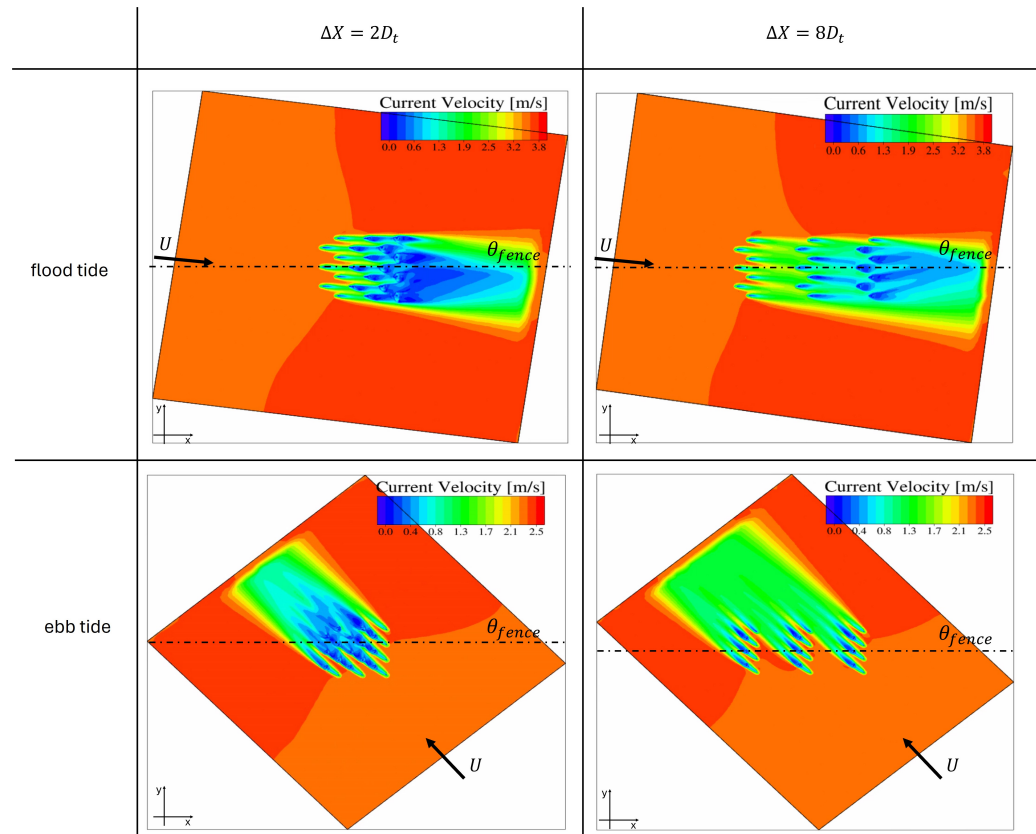 ΔX = 2D_t
ΔX = 8D_t
flood tide
Current Velocity [m/s]
0.0 0.6 1.3 1.9 2.5 3.2 3.8
U
θ_fence
y
x
Current Velocity [m/s]
0.0 0.6 1.3 1.9 2.5 3.2 3.8
U
θ_fence
y
x
ebb tide
Current Velocity [m/s]
0.0 0.4 0.8 1.3 1.7 2.1 2.5
θ_fence
U
y
x
Current Velocity [m/s]
0.0 0.4 0.8 1.3 1.7 2.1 2.5
θ_fence
U
y
x